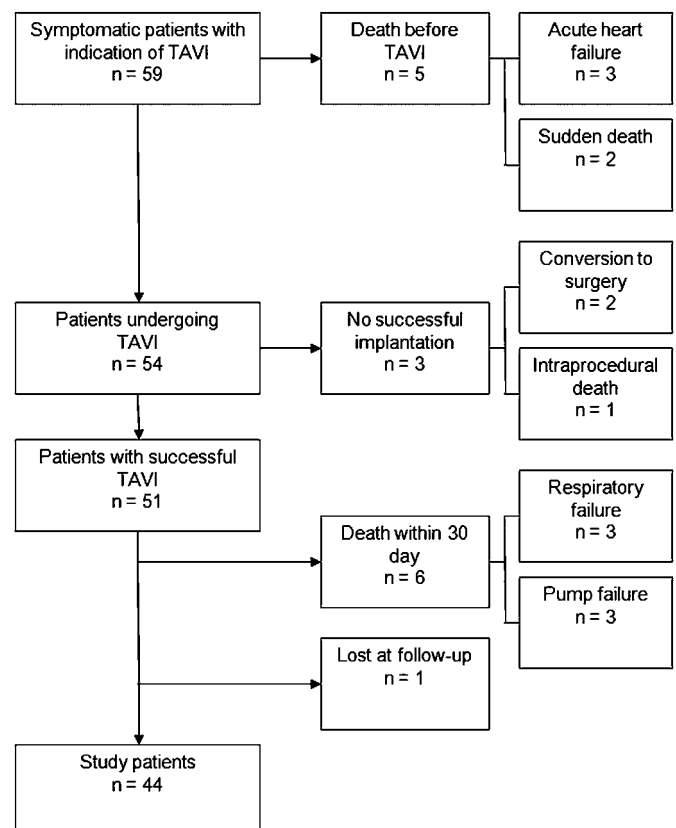 Symptomatic patients with
indication of TAVI
n = 59
Death before
TAVI
n = 5
Acute heart
failure
n = 3
Sudden death
n = 2
Patients undergoing
TAVI
n = 54
No successful
implantation
n = 3
Conversion to
surgery
n = 2
Intraprocedural
death
n = 1
Patients with successful
TAVI
n = 51
Death within 30
day
n = 6
Respiratory
failure
n = 3
Pump failure
n = 3
Lost at follow-up
n = 1
Study patients
n = 44